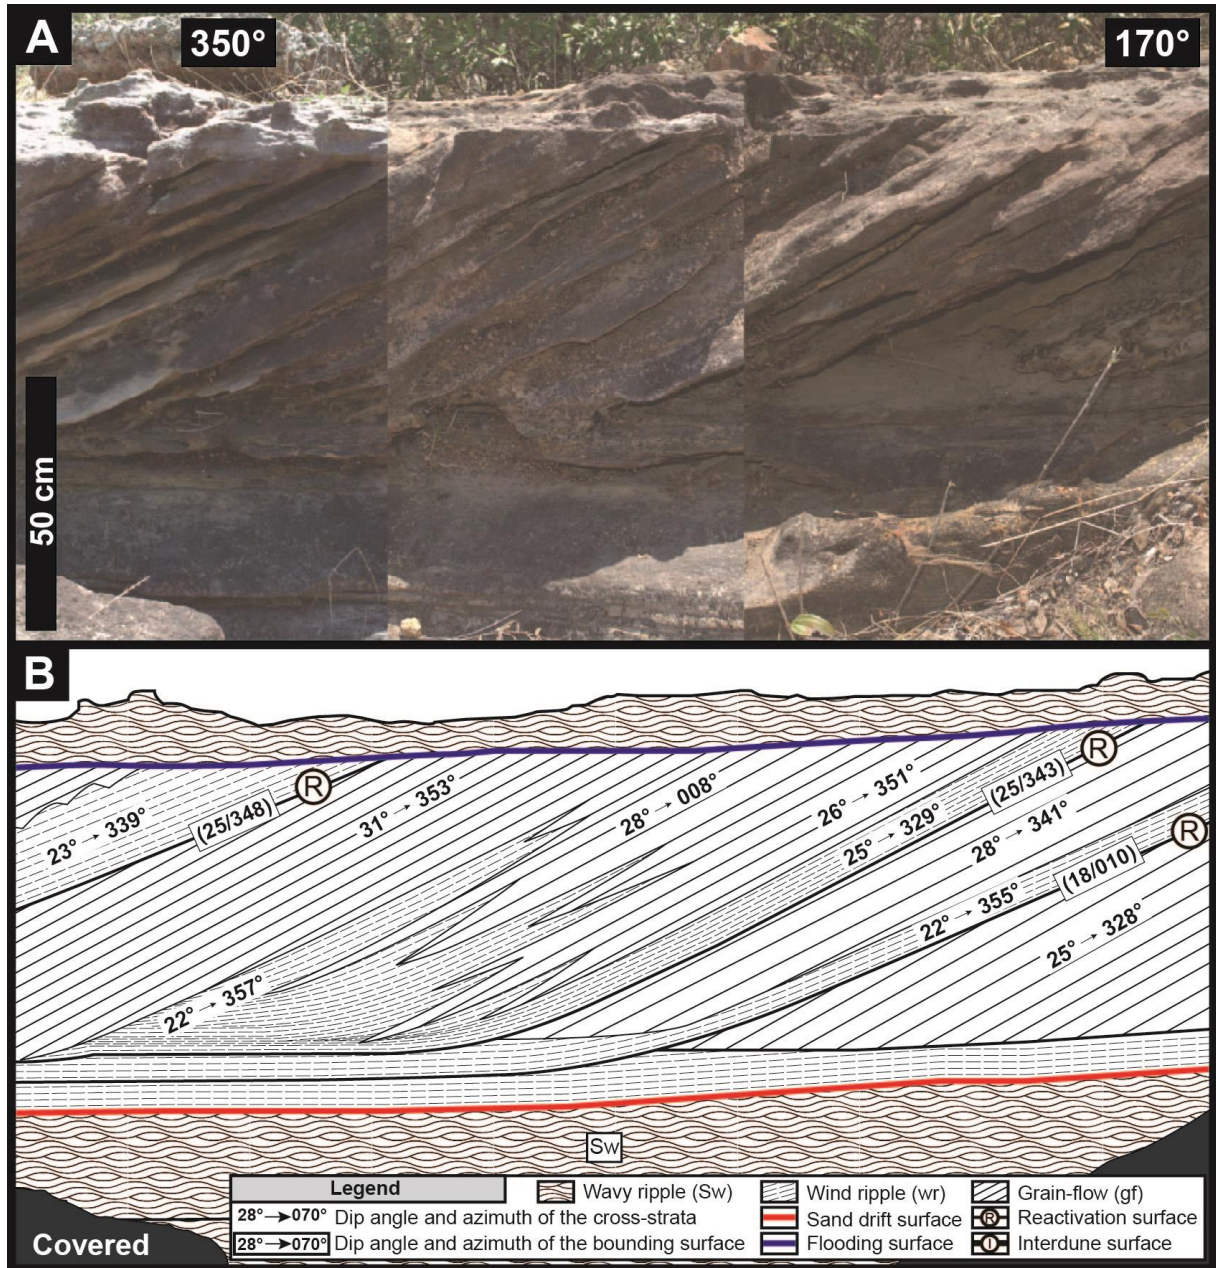 A
350°
170°
50 cm
B
R
R
R
(25/348)
23° → 339°
31° → 353°
28° → 008°
26° → 351°
(25/343)
25° → 329°
28° → 341°
(18/010)
22° → 355°
25° → 328°
22° → 357°
Sw
Covered
Legend
Wavy ripple (Sw)
Wind ripple (wr)
Grain-flow (gf)
28°→070° Dip angle and azimuth of the cross-strata
Sand drift surface
R Reactivation surface
28°→070° Dip angle and azimuth of the bounding surface
Flooding surface
I Interdune surface